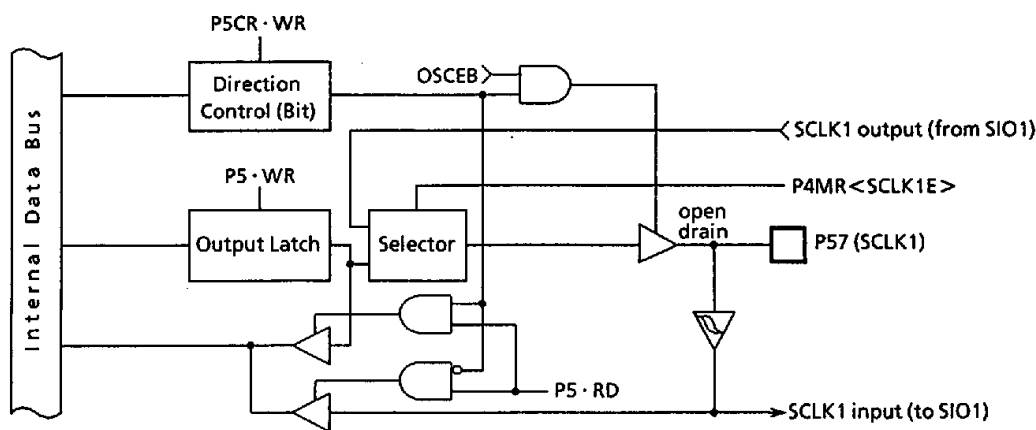 P5CR · WR
Internal Data Bus
Direction
Control (Bit)
OSCEB
SCLK1 output (from SIO1)
P5 · WR
P4MR<SCLK1E>
Output Latch
Selector
open
drain
P57 (SCLK1)
P5 · RD
SCLK1 input (to SIO1)